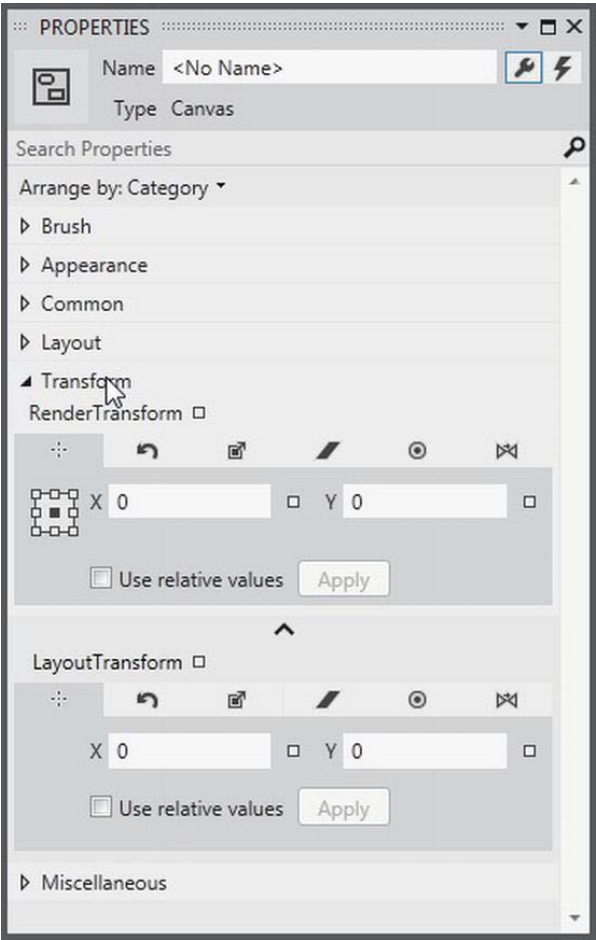 PROPERTIES
Name <No Name>
Type Canvas
Search Properties
Arrange by: Category
Brush
Appearance
Common
Layout
Transform
RenderTransform
X 0 Y 0
Use relative values Apply
LayoutTransform
X 0 Y 0
Use relative values Apply
Miscellaneous